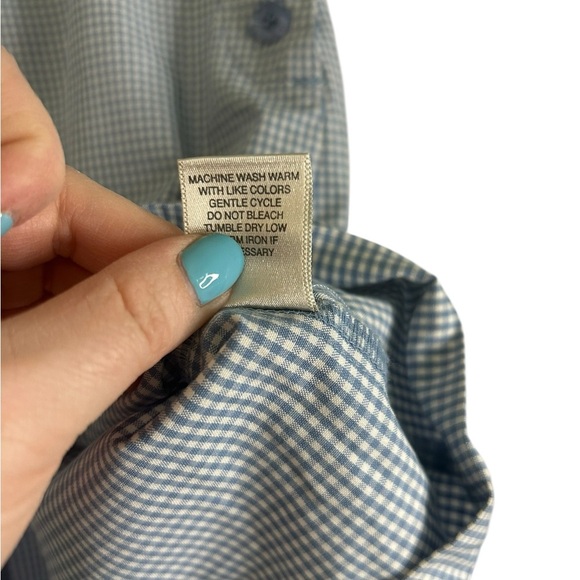 MACHINE WASH WARM
WITH LIKE COLORS
GENTLE CYCLE
DO NOT BLEACH
TUMBLE DRY LOW
IRON IF